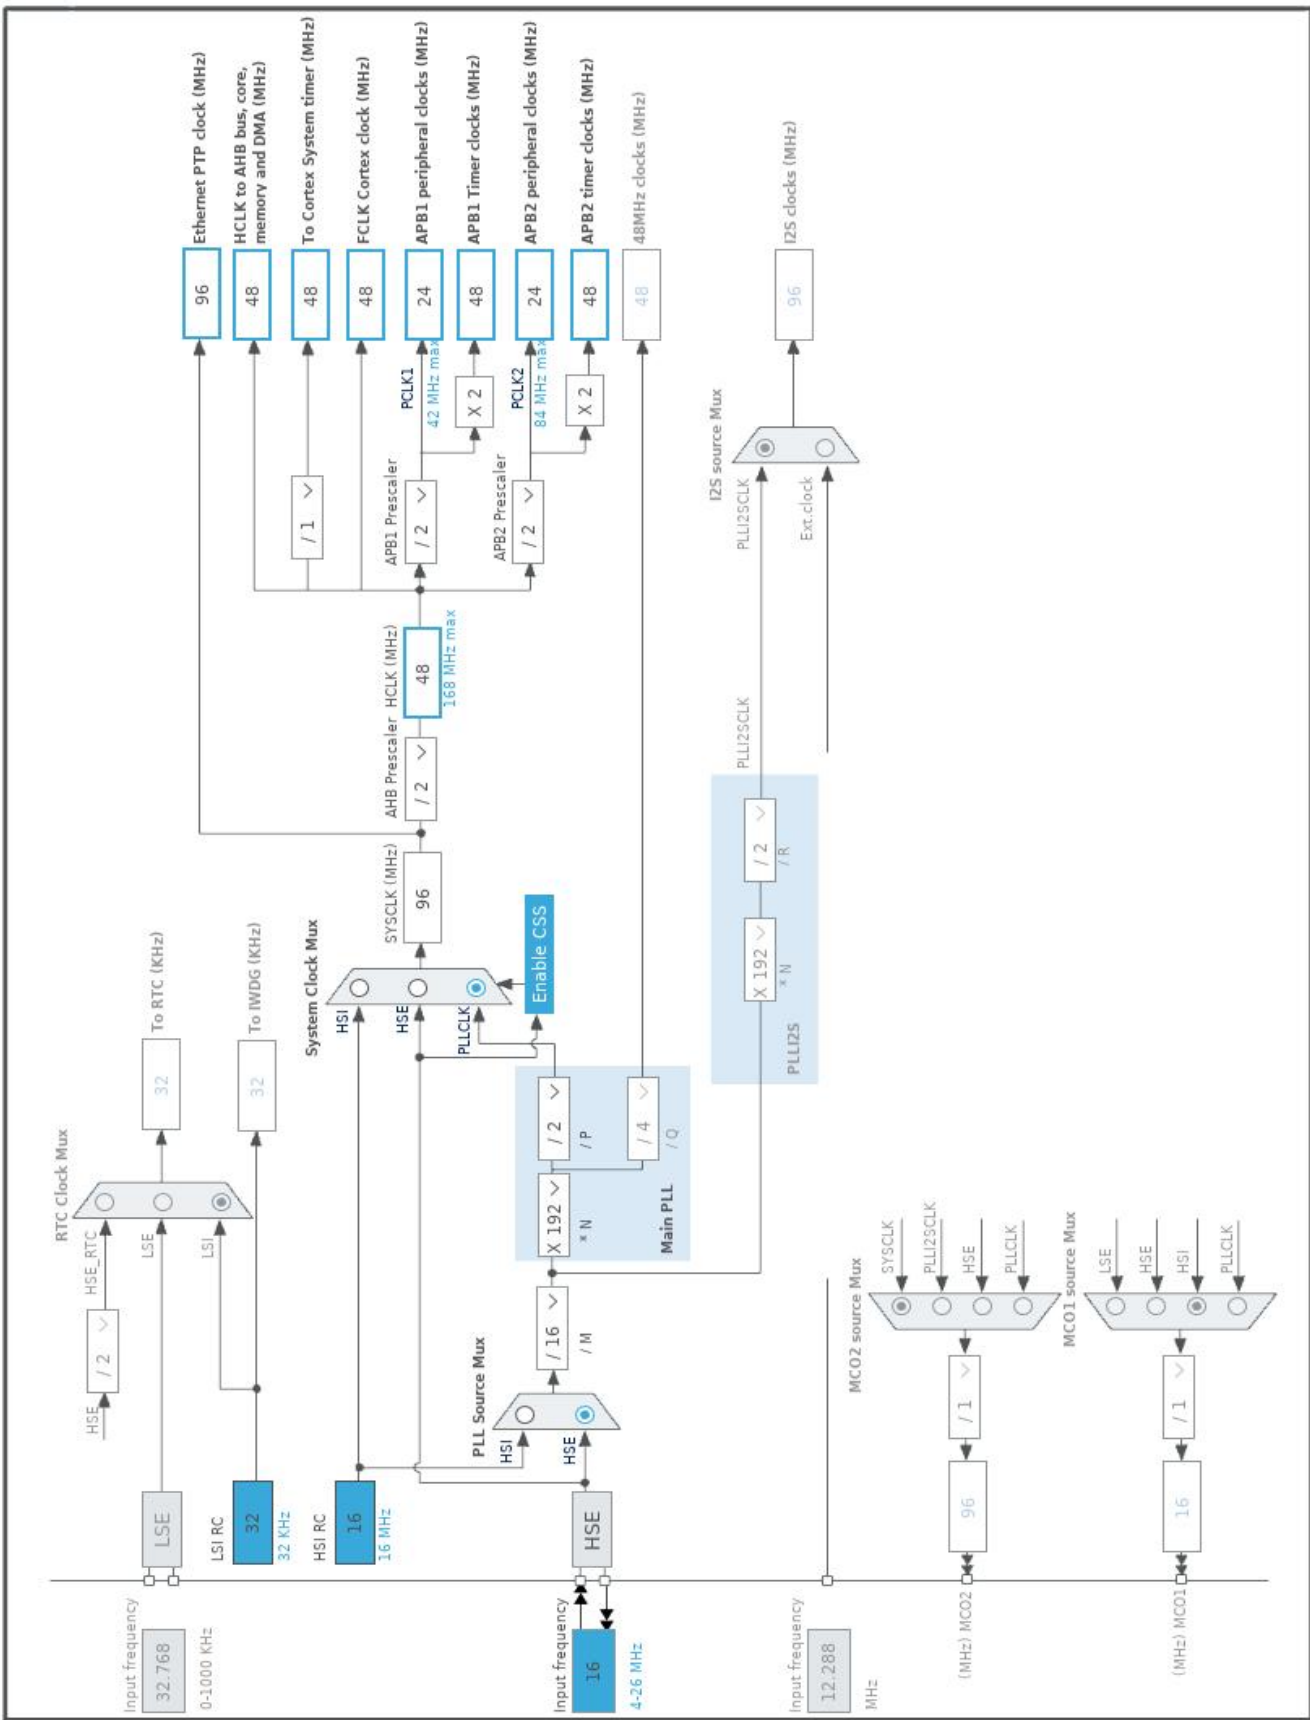 Input frequency
32.768
0-1000 KHz
LSE
HSE
/ 2
HSE_RTC
LSE
LSI
RTC Clock Mux
32
To RTC (KHz)
LSI RC
32
32 KHz
32
To IWDG (KHz)
HSI RC
16
16 MHz
System Clock Mux
HSI
HSE
PLLCLK
Enable CSS
SYSCLK (MHz)
96
AHB Prescaler
/ 2
HCLK (MHz)
48
168 MHz max
96
Ethernet PTP clock (MHz)
48
HCLK to AHB bus, core,
memory and DMA (MHz)
/ 1
48
To Cortex System timer (MHz)
48
FCLK Cortex clock (MHz)
APB1 Prescaler
/ 2
PCLK1
42 MHz max
24
APB1 peripheral clocks (MHz)
X 2
48
APB1 Timer clocks (MHz)
APB2 Prescaler
/ 2
PCLK2
84 MHz max
24
APB2 peripheral clocks (MHz)
X 2
48
APB2 timer clocks (MHz)
48
48MHz clocks (MHz)
Input frequency
16
4-26 MHz
HSE
PLL Source Mux
HSI
HSE
/ 16
/ M
X 192
* N
/ 2
/ P
/ 4
/ Q
Main PLL
PLLI2S
X 192
* N
/ 2
/ R
PLLI2SCLK
PLLI2SCLK
Ext.clock
I2S source Mux
96
I2S clocks (MHz)
Input frequency
12.288
MHz
MCO2 source Mux
SYSCLK
PLLI2SCLK
HSE
PLLCLK
/ 1
96
(MHz) MCO2
MCO1 source Mux
LSE
HSE
HSI
PLLCLK
/ 1
16
(MHz) MCO1